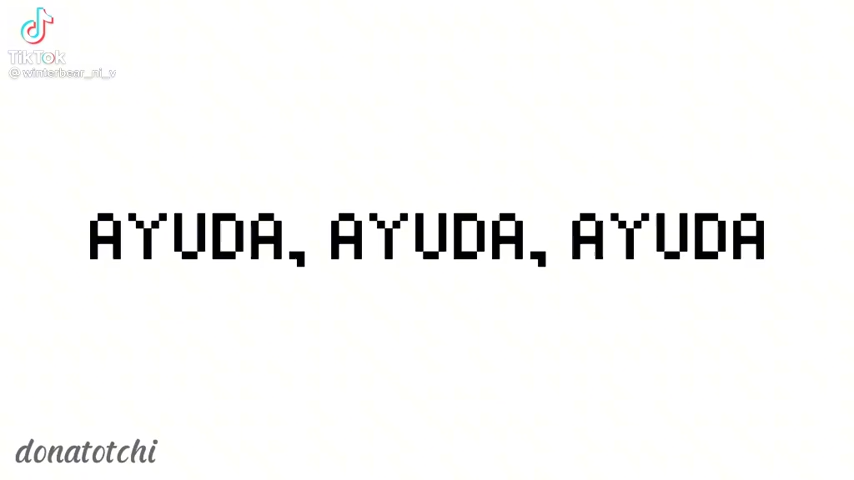 TikTok
@winterbear_ni_v
AYUDA, AYUDA, AYUDA
donatotchi